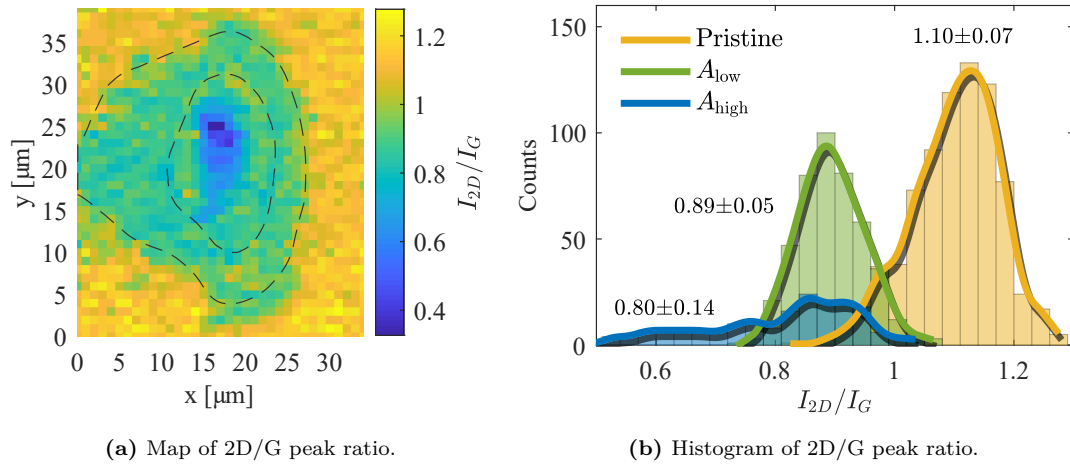 35
30
25
20
15
10
5
0
y [μm]
0 5 10 15 20 25 30
x [μm]
1.2
1
0.8
0.6
0.4
I2D/IG
(a) Map of 2D/G peak ratio.
150
100
50
0
Counts
Pristine
Alow
Ahigh
1.10±0.07
0.89±0.05
0.80±0.14
0.6 0.8 1 1.2
I2D/IG
(b) Histogram of 2D/G peak ratio.